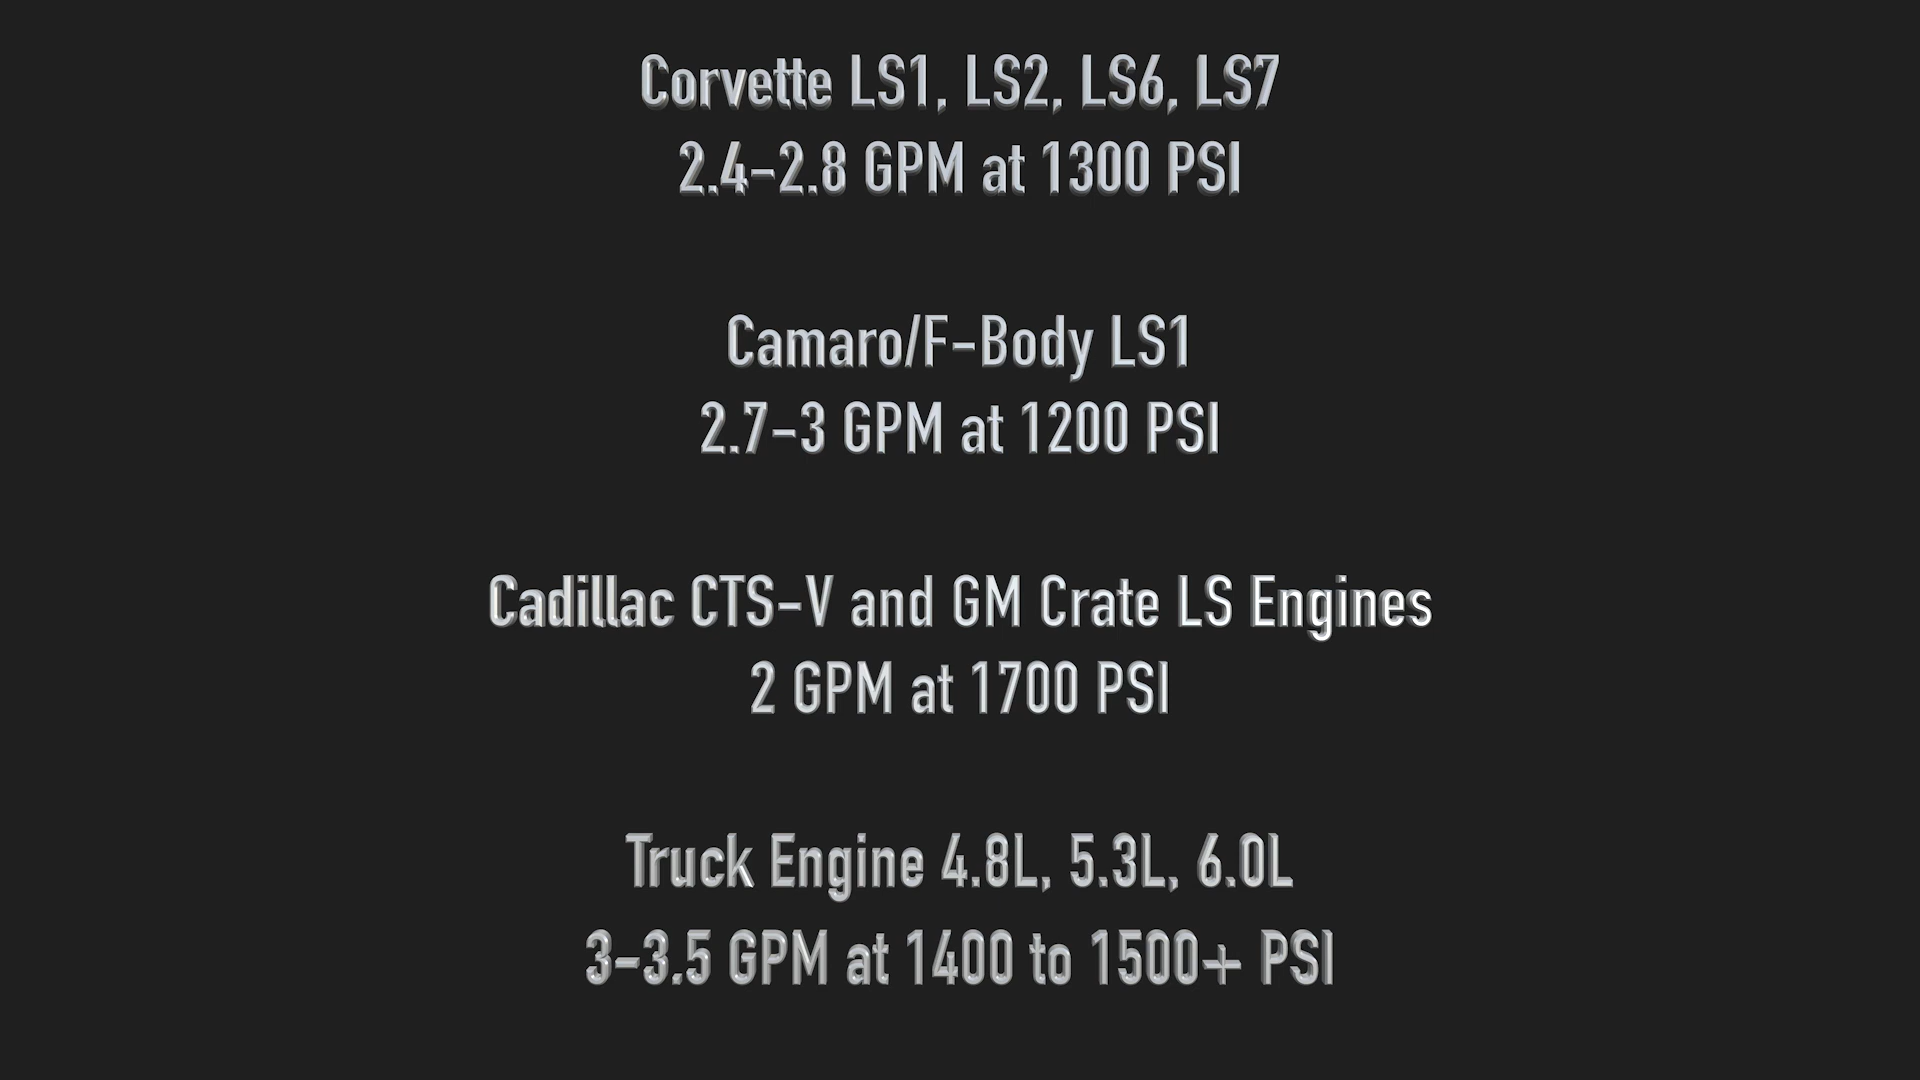 Corvette LS1, LS2, LS6, LS7
2.4-2.8 GPM at 1300 PSI
Camaro/F-Body LS1
2.7-3 GPM at 1200 PSI
Cadillac CTS-V and GM Crate LS Engines
2 GPM at 1700 PSI
Truck Engine 4.8L, 5.3L, 6.0L
3-3.5 GPM at 1400 to 1500+ PSI